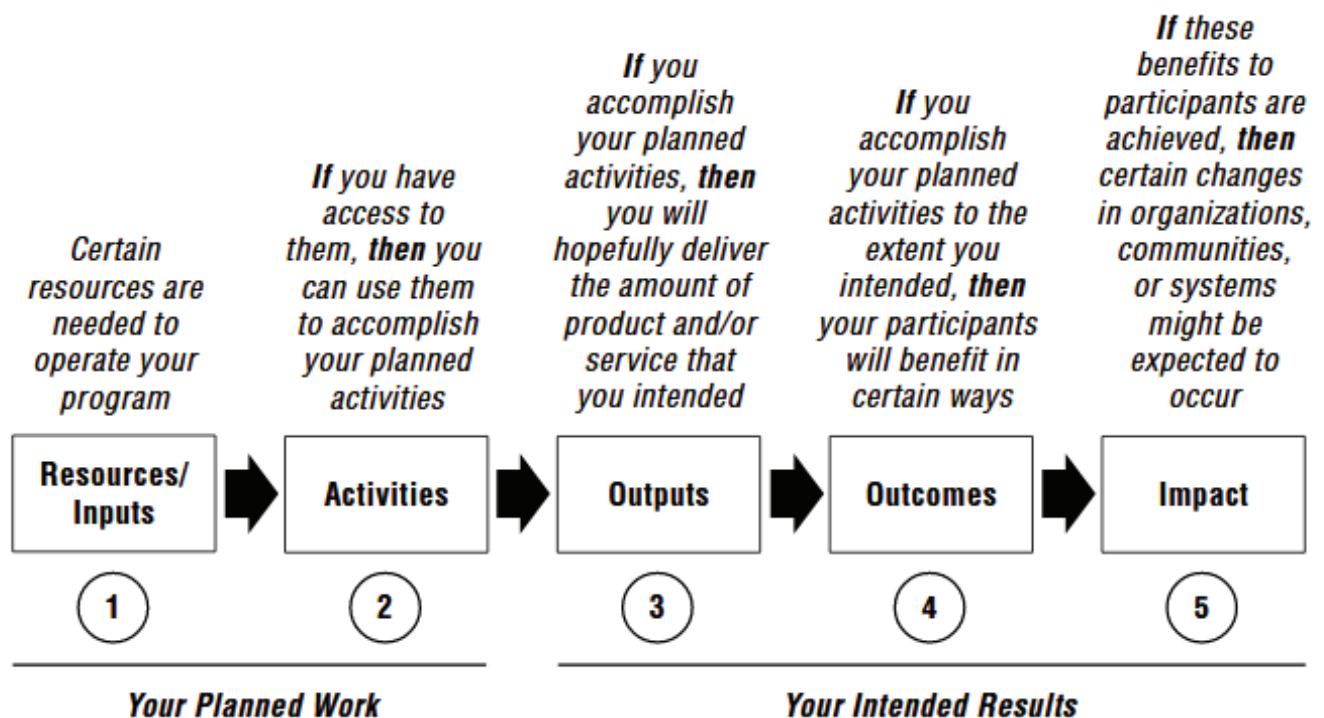 Certain
resources are
needed to
operate your
program
If you have
access to
them, then you
can use them
to accomplish
your planned
activities
If you
accomplish
your planned
activities, then
you will
hopefully deliver
the amount of
product and/or
service that
you intended
If you
accomplish
your planned
activities to the
extent you
intended, then
your participants
will benefit in
certain ways
If these
benefits to
participants are
achieved, then
certain changes
in organizations,
communities,
or systems
might be
expected to
occur
Resources/
Inputs
Activities
Outputs
Outcomes
Impact
1
2
3
4
5
Your Planned Work
Your Intended Results